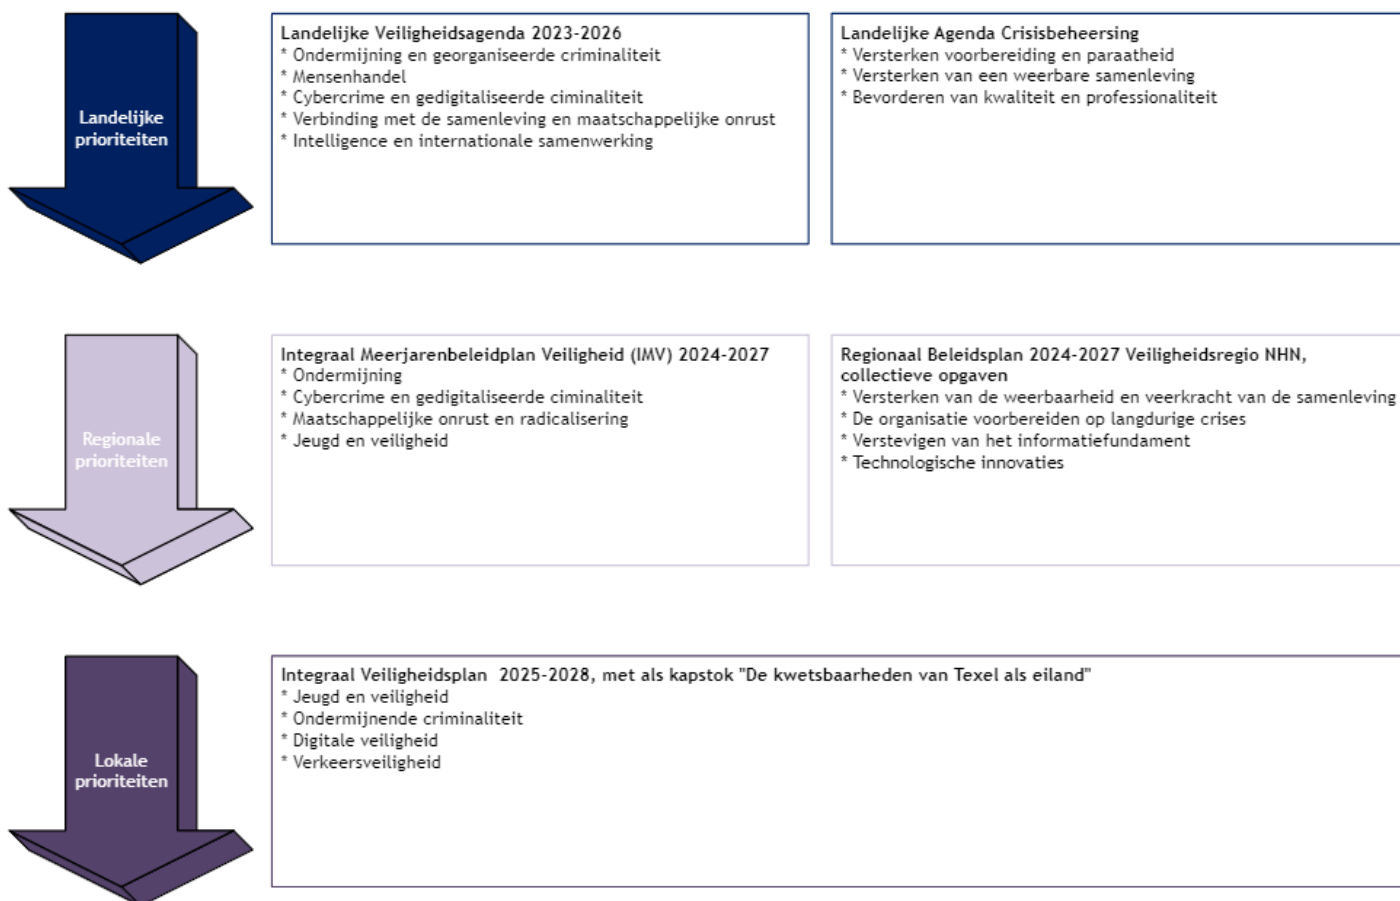 Landelijke
prioriteiten
Landelijke Veiligheidsagenda 2023-2026
* Ondermijning en georganiseerde criminaliteit
* Mensenhandel
* Cybercrime en gedigitaliseerde ciminaliteit
* Verbinding met de samenleving en maatschappelijke onrust
* Intelligence en internationale samenwerking
Landelijke Agenda Crisisbeheersing
* Versterken voorbereiding en paraatheid
* Versterken van een weerbare samenleving
* Bevorderen van kwaliteit en professionaliteit
Regionale
prioriteiten
Integraal Meerjarenbeleidplan Veiligheid (IMV) 2024-2027
* Ondermijning
* Cybercrime en gedigitaliseerde ciminaliteit
* Maatschappelijke onrust en radicalisering
* Jeugd en veiligheid
Regionaal Beleidsplan 2024-2027 Veiligheidsregio NHN,
collectieve opgaven
* Versterken van de weerbaarheid en veerkracht van de samenleving
* De organisatie voorbereiden op langdurige crises
* Verstevigen van het informatiefundament
* Technologische innovaties
Lokale
prioriteiten
Integraal Veiligheidsplan 2025-2028, met als kapstok "De kwetsbaarheden van Texel als eiland"
* Jeugd en veiligheid
* Ondermijnende criminaliteit
* Digitale veiligheid
* Verkeersveiligheid